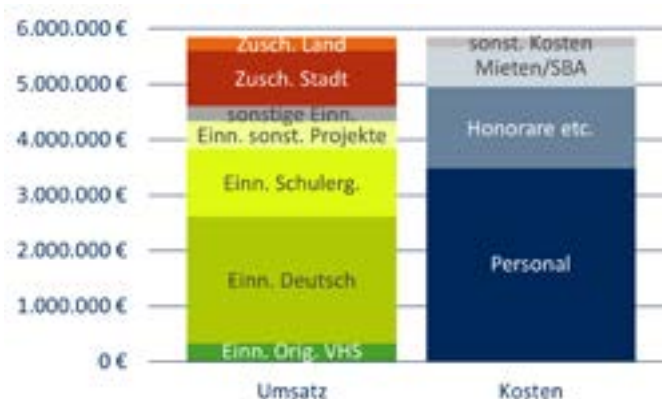 6.000.000 €
5.000.000 €
4.000.000 €
3.000.000 €
2.000.000 €
1.000.000 €
0 €
Zusch. Land
Zusch. Stadt
sonstige Einn.
Einn. sonst. Projekte
Einn. Schulerg.
Einn. Deutsch
Einn. Orig. VHS
sonst. Kosten
Mieten/SBA
Honorare etc.
Personal
Umsatz
Kosten